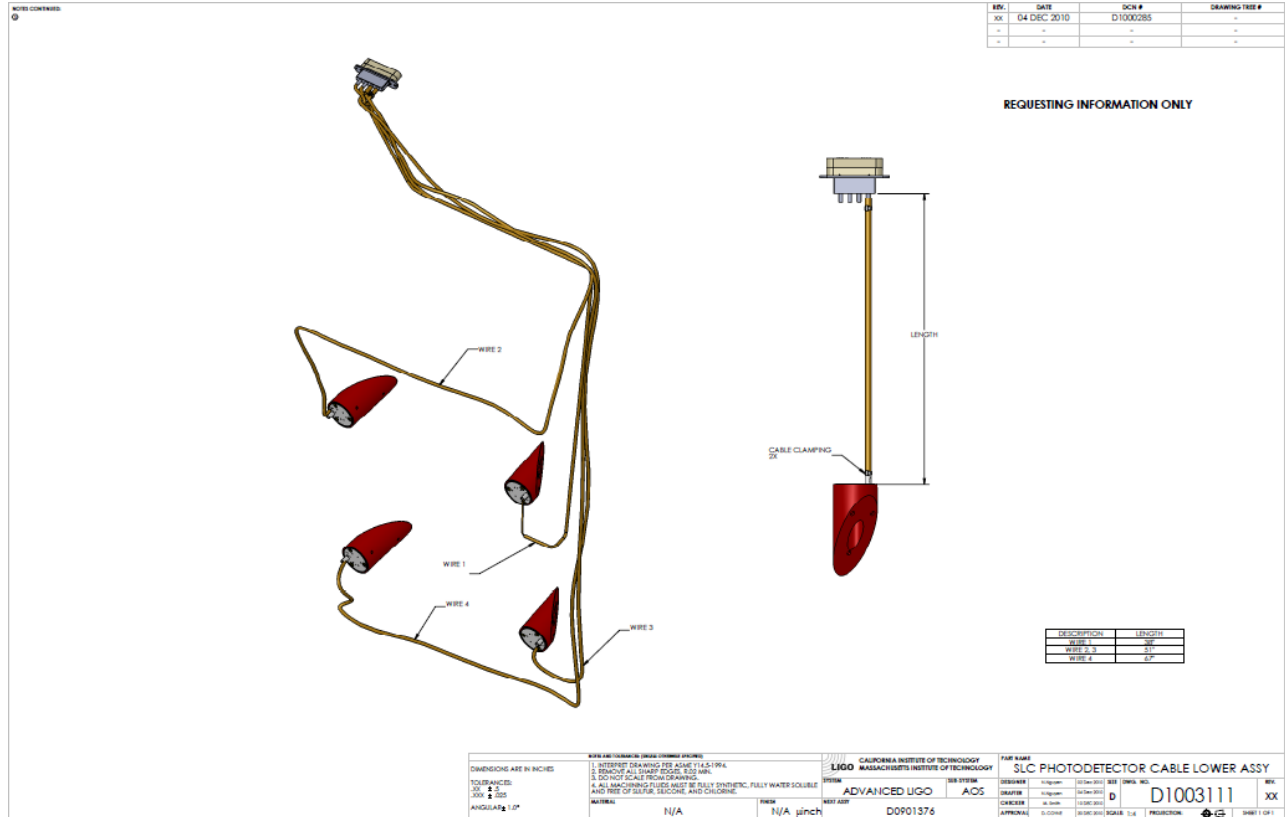 NOTES CONTINUED:
REV. DATE DCN # DRAWING TREE #
XX 04 DEC 2010 D1000285 -
- - - -
- - - -
REQUESTING INFORMATION ONLY
WIRE 2
LENGTH
CABLE CLAMPING
2X
WIRE 1
WIRE 4
WIRE 3
DESCRIPTION LENGTH
WIRE 1 38"
WIRE 2, 3 51"
WIRE 4 67"
NOTES AND TOLERANCES: (UNLESS OTHERWISE SPECIFIED)
DIMENSIONS ARE IN INCHES
TOLERANCES:
.XX ± .5
.XXX ± .025
ANGULAR ± 1.0°
1. INTERPRET DRAWING PER ASME Y14.5-1994.
2. REMOVE ALL SHARP EDGES, R.02 MIN.
3. DO NOT SCALE FROM DRAWING.
4. ALL MACHINING FLUIDS MUST BE FULLY SYNTHETIC, FULLY WATER SOLUBLE
AND FREE OF SULFUR, SILICONE, AND CHLORINE.
MATERIAL N/A
FINISH N/A µinch
LIGO
CALIFORNIA INSTITUTE OF TECHNOLOGY
MASSACHUSETTS INSTITUTE OF TECHNOLOGY
SYSTEM ADVANCED LIGO
SUB-SYSTEM AOS
NEXT ASSY D0901376
PART NAME
SLC PHOTODETECTOR CABLE LOWER ASSY
DESIGNER
DRAFTER
CHECKER
APPROVAL
SIZE D
DWG. NO. D1003111
REV. XX
SCALE:
PROJECTION:
SHEET 1 OF 1